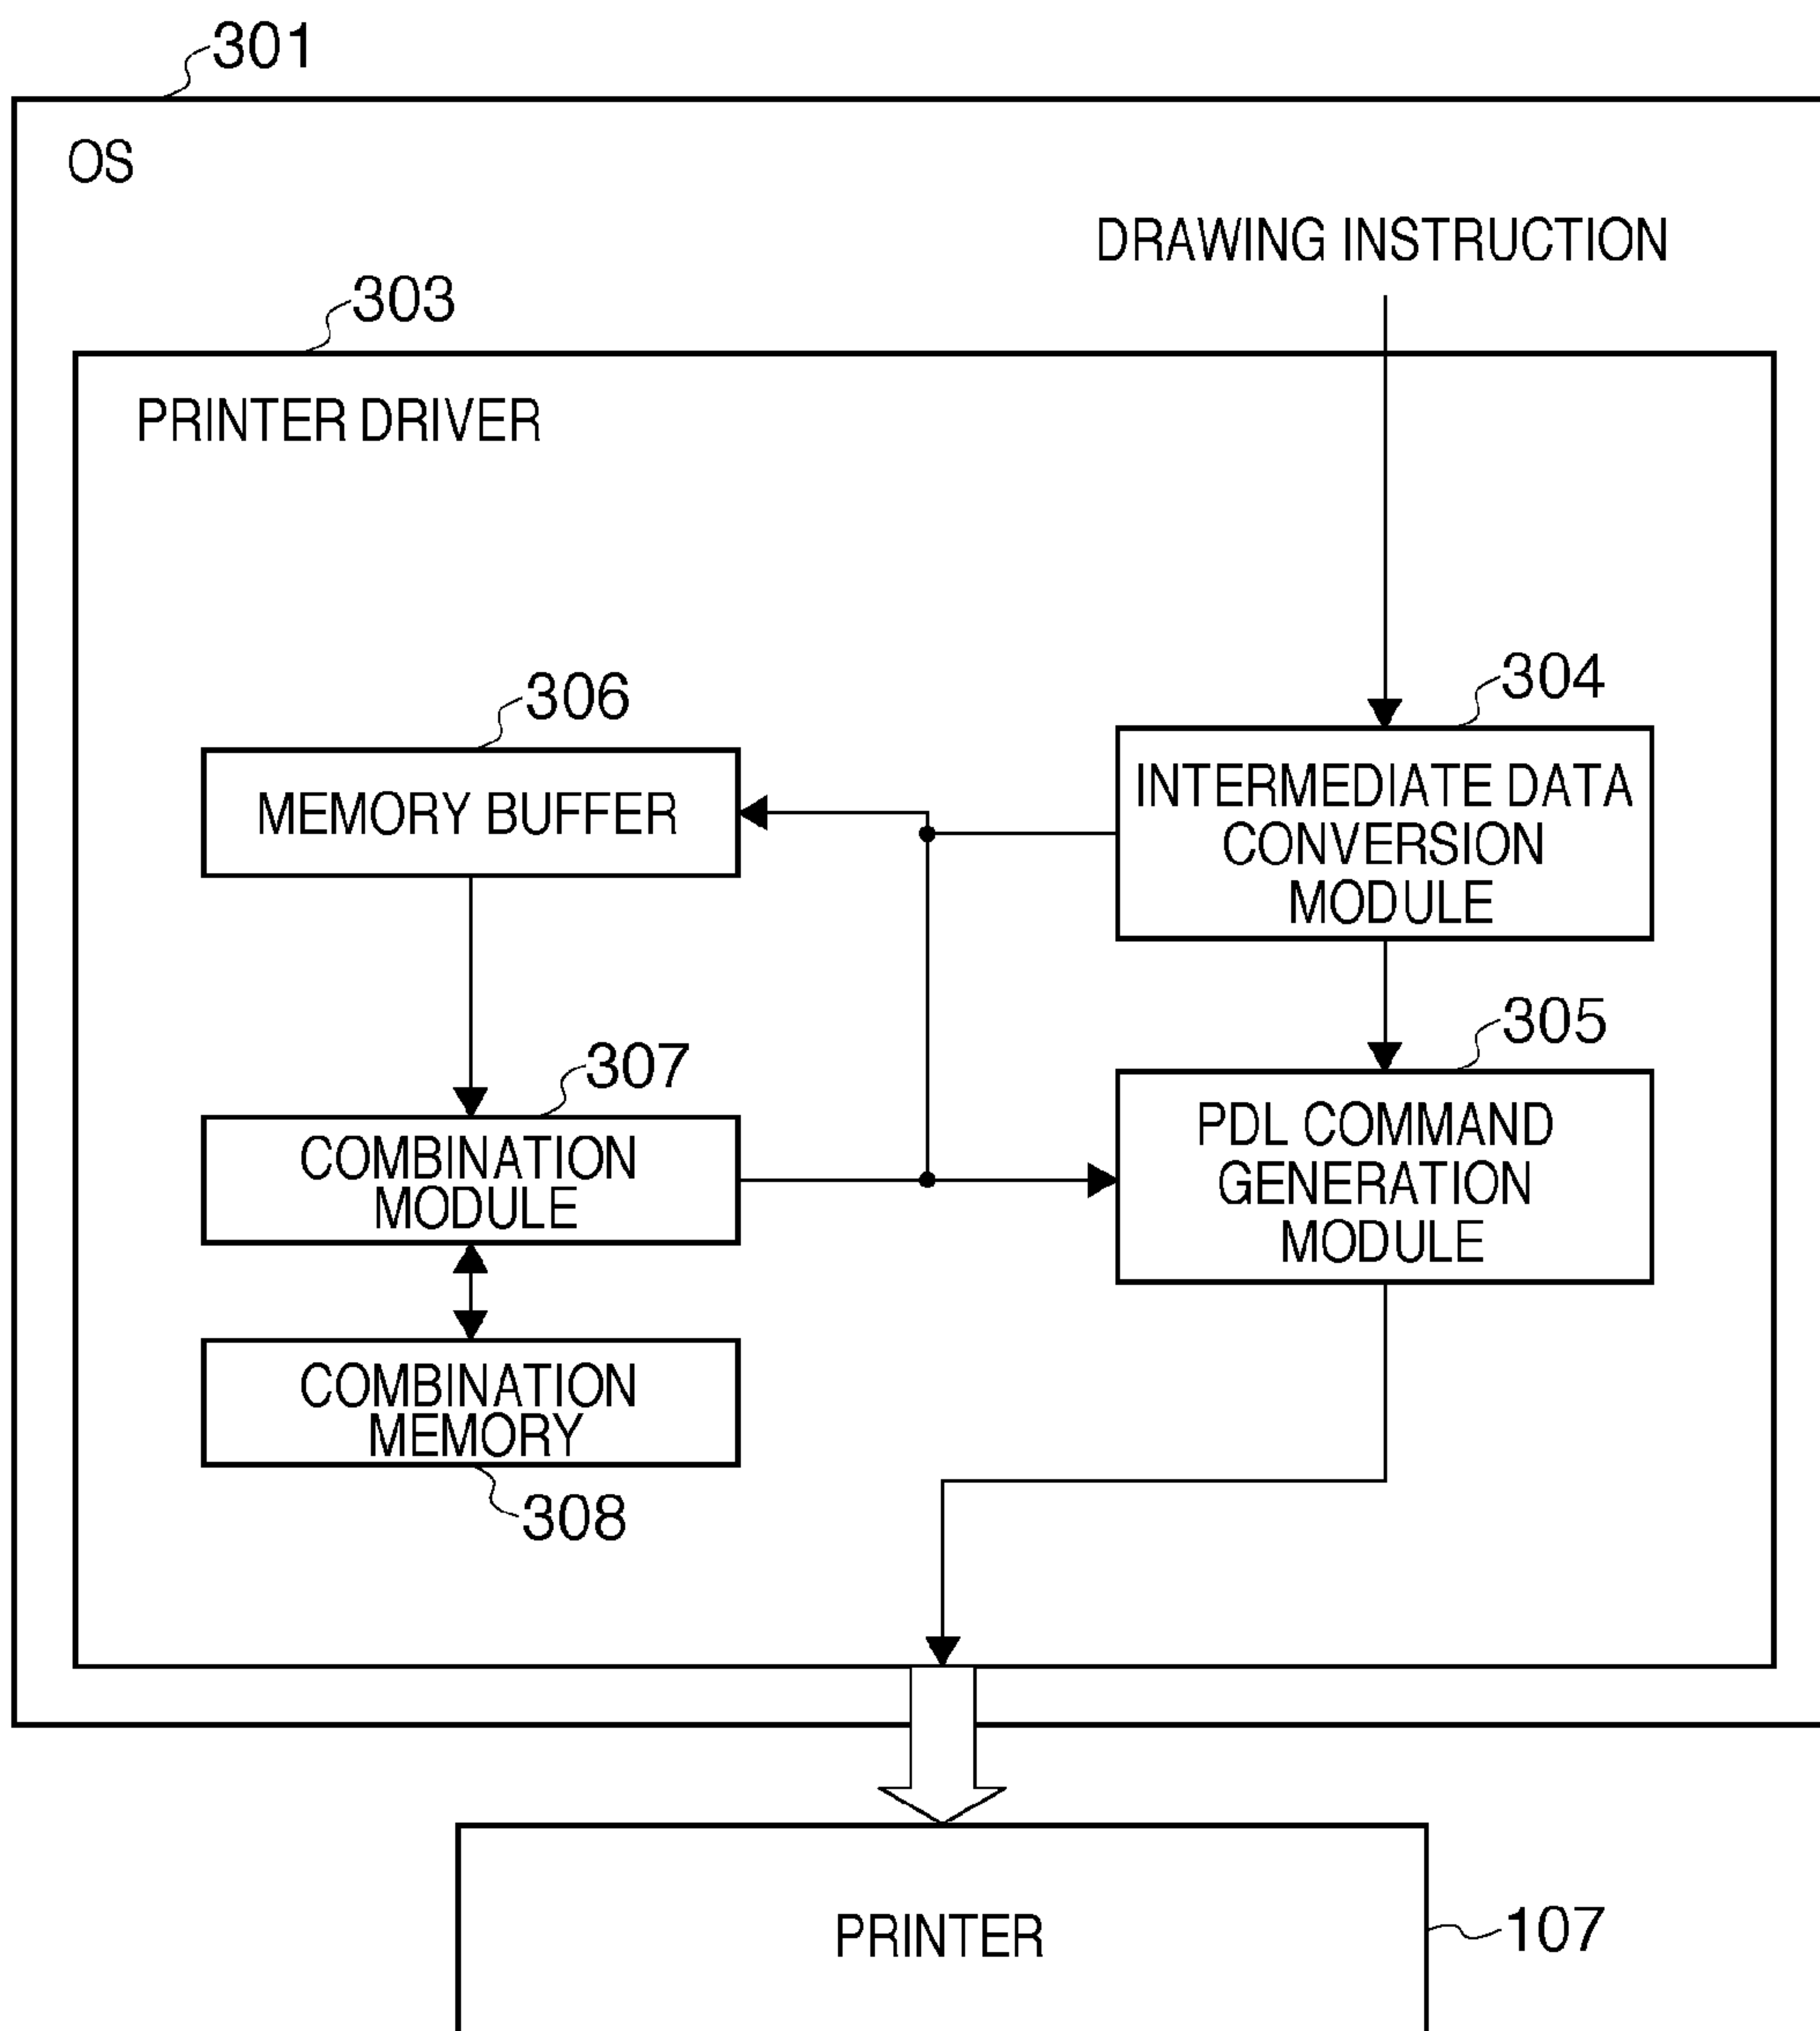 301
OS
DRAWING INSTRUCTION
303
PRINTER DRIVER
304
306
INTERMEDIATE DATA
CONVERSION
MODULE
MEMORY BUFFER
305
307
PDL COMMAND
GENERATION
MODULE
COMBINATION
MODULE
COMBINATION
MEMORY
308
PRINTER
107